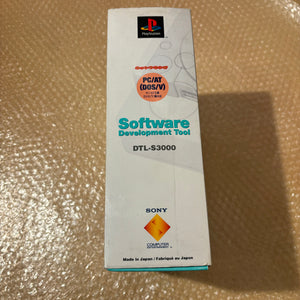 PlayStation
PC/AT
(DOS/V)
Software
Development Tool
DTL-S3000
SONY
COMPUTER
ENTERTAINMENT
Made in Japan / Fabriqué au Japon